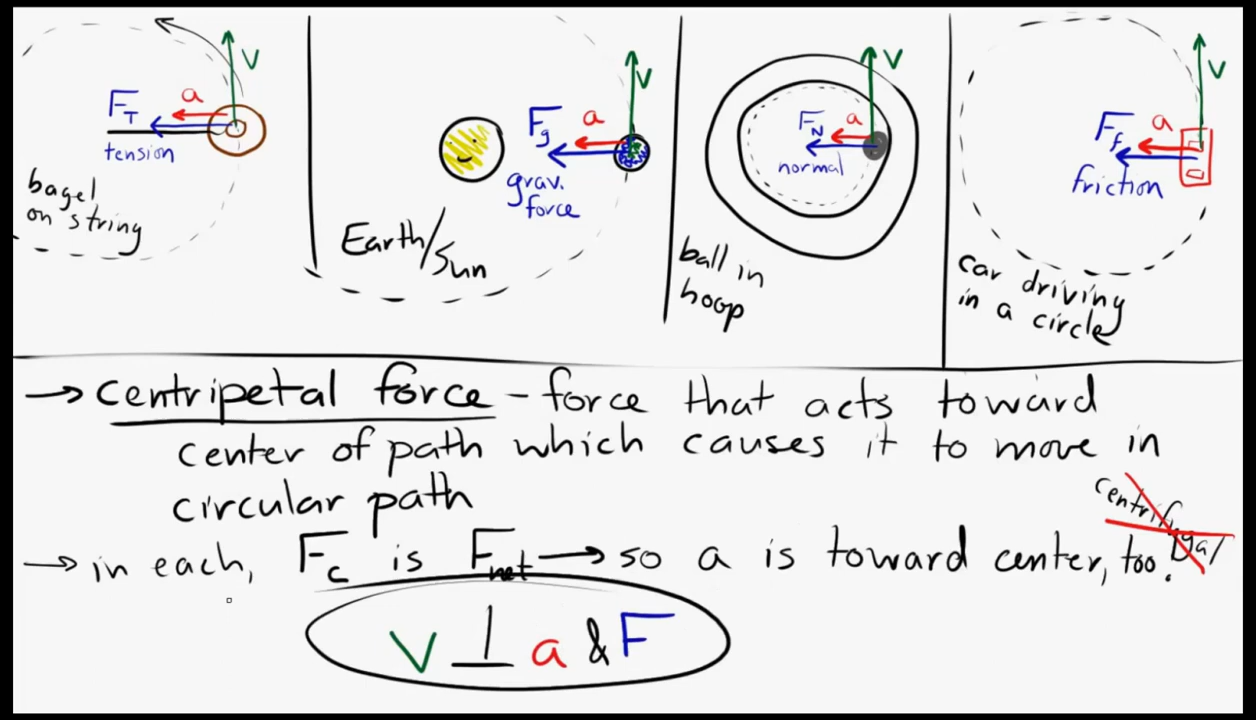 V
F_T
a
tension
bagel
on string
V
F_g
a
grav.
force
Earth/Sun
V
F_N
a
normal
ball in
hoop
V
F_f
a
friction
car driving
in a circle
→ centripetal force - force that acts toward
center of path which causes it to move in
circular path
centrifugal
→ in each, F_c is F_net → so a is toward center, too.
V ⊥ a & F